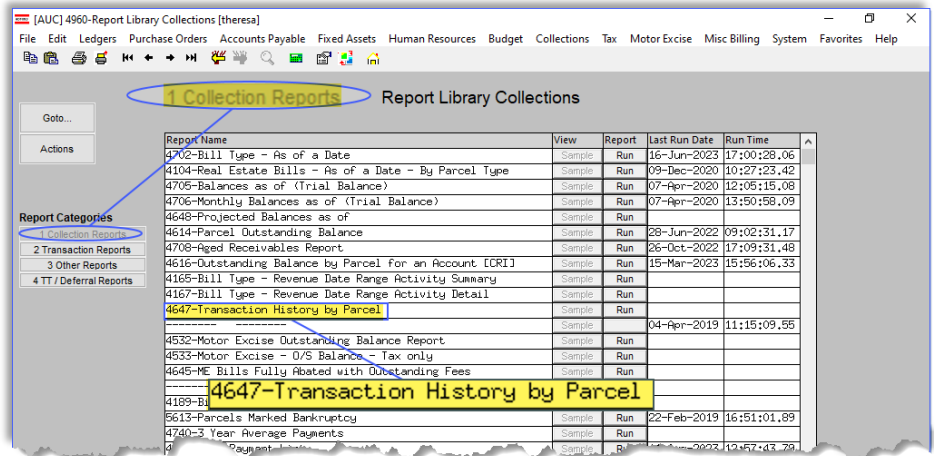 [AUC] 4960-Report Library Collections [theresa]
File Edit Ledgers Purchase Orders Accounts Payable Fixed Assets Human Resources Budget Collections Tax Motor Excise Misc Billing System Favorites Help
1 Collection Reports Report Library Collections
Goto...
Actions
Report Categories
1 Collection Reports
2 Transaction Reports
3 Other Reports
4 TT / Deferral Reports
Report Name View Report Last Run Date Run Time
4702-Bill Type - As of a Date Sample Run 16-Jun-2023 17:00:28.06
4104-Real Estate Bills - As of a Date - By Parcel Type Sample Run 09-Dec-2020 10:27:23.42
4705-Balances as of (Trial Balance) Sample Run 07-Apr-2020 12:05:15.08
4706-Monthly Balances as of (Trial Balance) Sample Run 07-Apr-2020 13:50:58.09
4648-Projected Balances as of Sample Run
4614-Parcel Outstanding Balance Sample Run 28-Jun-2022 09:02:31.17
4708-Aged Receivables Report Sample Run 26-Oct-2022 17:09:31.48
4616-Outstanding Balance by Parcel for an Account [CRI] Sample Run 15-Mar-2023 15:56:06.33
4165-Bill Type - Revenue Date Range Activity Summary Sample Run
4167-Bill Type - Revenue Date Range Activity Detail Sample Run
4647-Transaction History by Parcel Sample Run
-------- -------- Sample 04-Apr-2019 11:15:09.55
4532-Motor Excise Outstanding Balance Report Sample Run
4533-Motor Excise - O/S Balance - Tax only Sample Run
4645-ME Bills Fully Abated with Outstanding Fees Sample Run
4647-Transaction History by Parcel
5613-Parcels Marked Bankruptcy Sample Run 22-Feb-2019 16:51:01.89
4740-3 Year Average Payments Sample Run